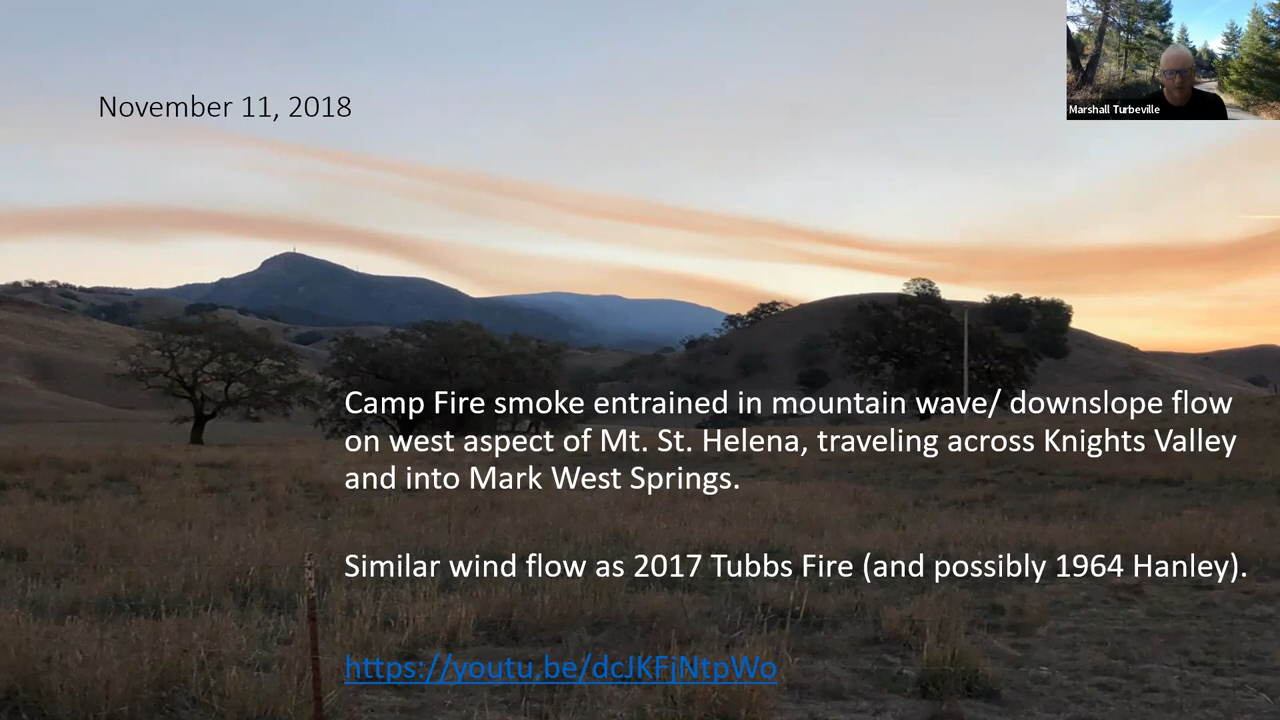 November 11, 2018
Marshall Turbeville
Camp Fire smoke entrained in mountain wave/ downslope flow
on west aspect of Mt. St. Helena, traveling across Knights Valley
and into Mark West Springs.
Similar wind flow as 2017 Tubbs Fire (and possibly 1964 Hanley).
https://youtu.be/dcJKFjNtpWo